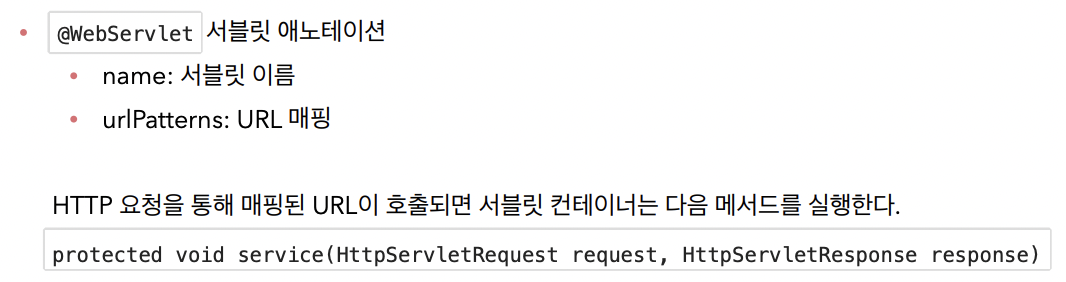 • @WebServlet 서블릿 애노테이션
• name: 서블릿 이름
• urlPatterns: URL 매핑
HTTP 요청을 통해 매핑된 URL이 호출되면 서블릿 컨테이너는 다음 메서드를 실행한다.
protected void service(HttpServletRequest request, HttpServletResponse response)